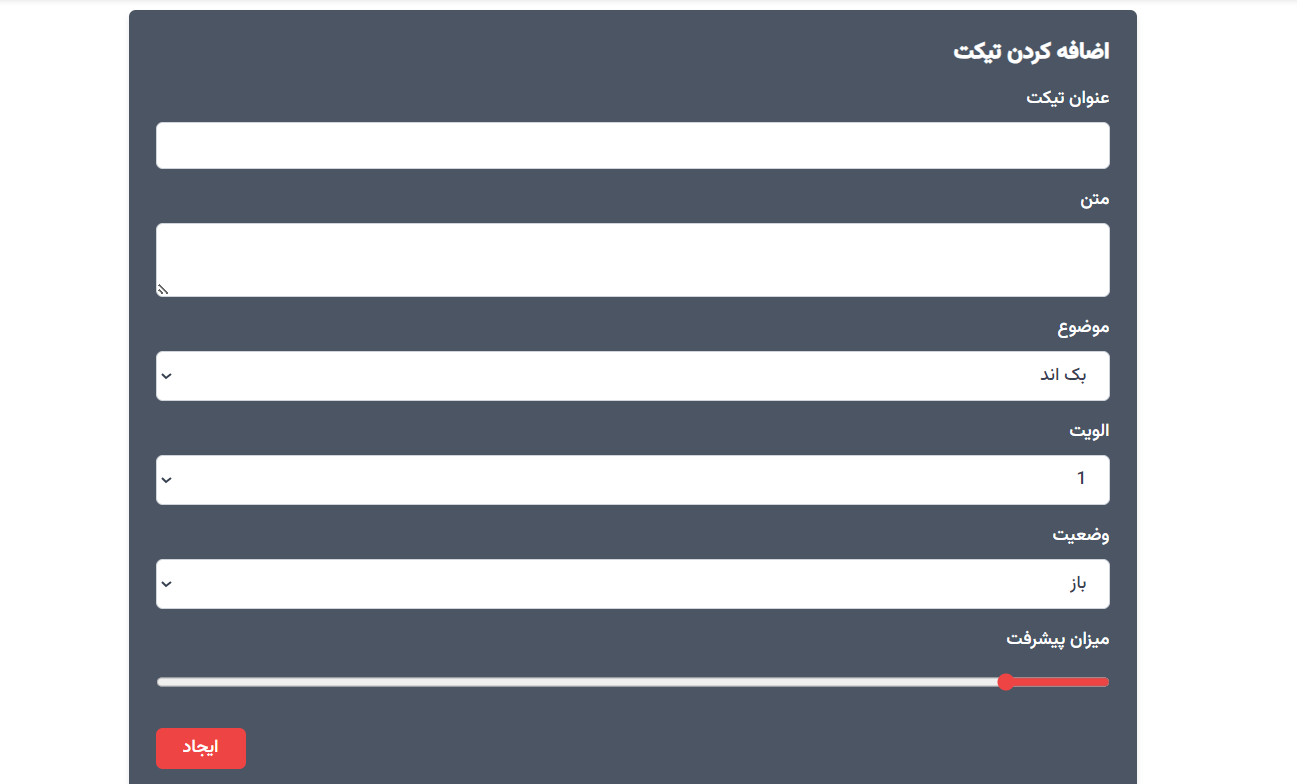 اضافه کردن تیکت
عنوان تیکت
متن
موضوع
بک اند
الویت
1
وضعیت
باز
میزان پیشرفت
ایجاد